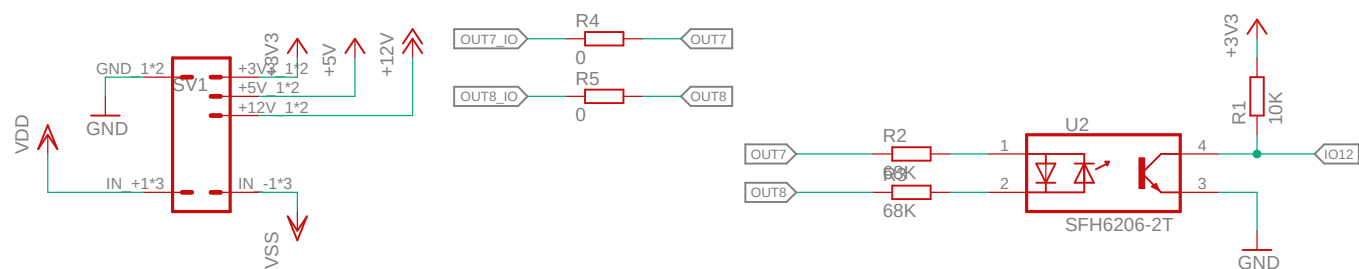 GND_1*2
SV1
+3V3_1*2
+5V_1*2
+12V_1*2
+3V3
+5V
+12V
GND
VDD
IN_+1*3
IN_-1*3
VSS
OUT7_IO
R4
0
OUT7
OUT8_IO
R5
0
OUT8
OUT7
R2
68K
OUT8
R3
68K
U2
1
2
4
3
SFH6206-2T
+3V3
R1
10K
IO12
GND